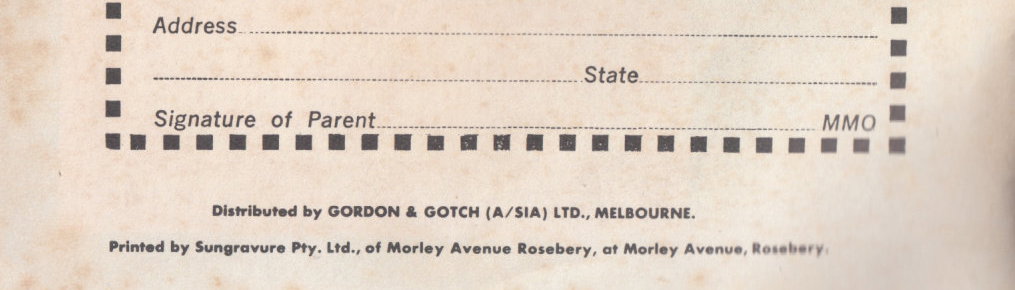 Address
State
Signature of Parent MMO
Distributed by GORDON & GOTCH (A/SIA) LTD., MELBOURNE.
Printed by Sungravure Pty. Ltd., of Morley Avenue Rosebery, at Morley Avenue, Rosebery.